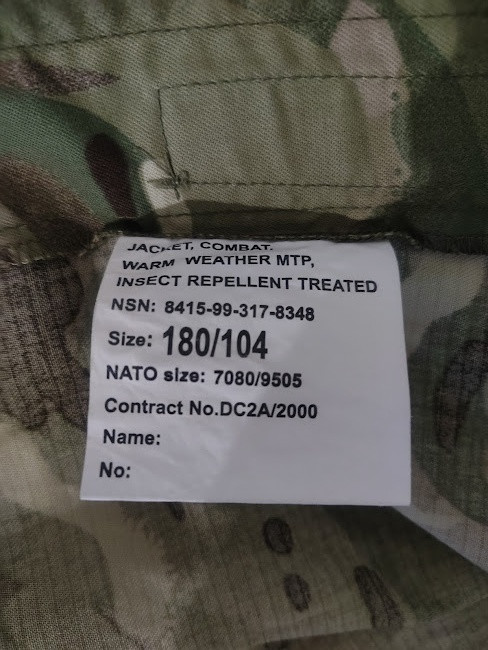 JACKET, COMBAT.
WARM WEATHER MTP,
INSECT REPELLENT TREATED
NSN: 8415-99-317-8348
Size: 180/104
NATO size: 7080/9505
Contract No.DC2A/2000
Name:
No: